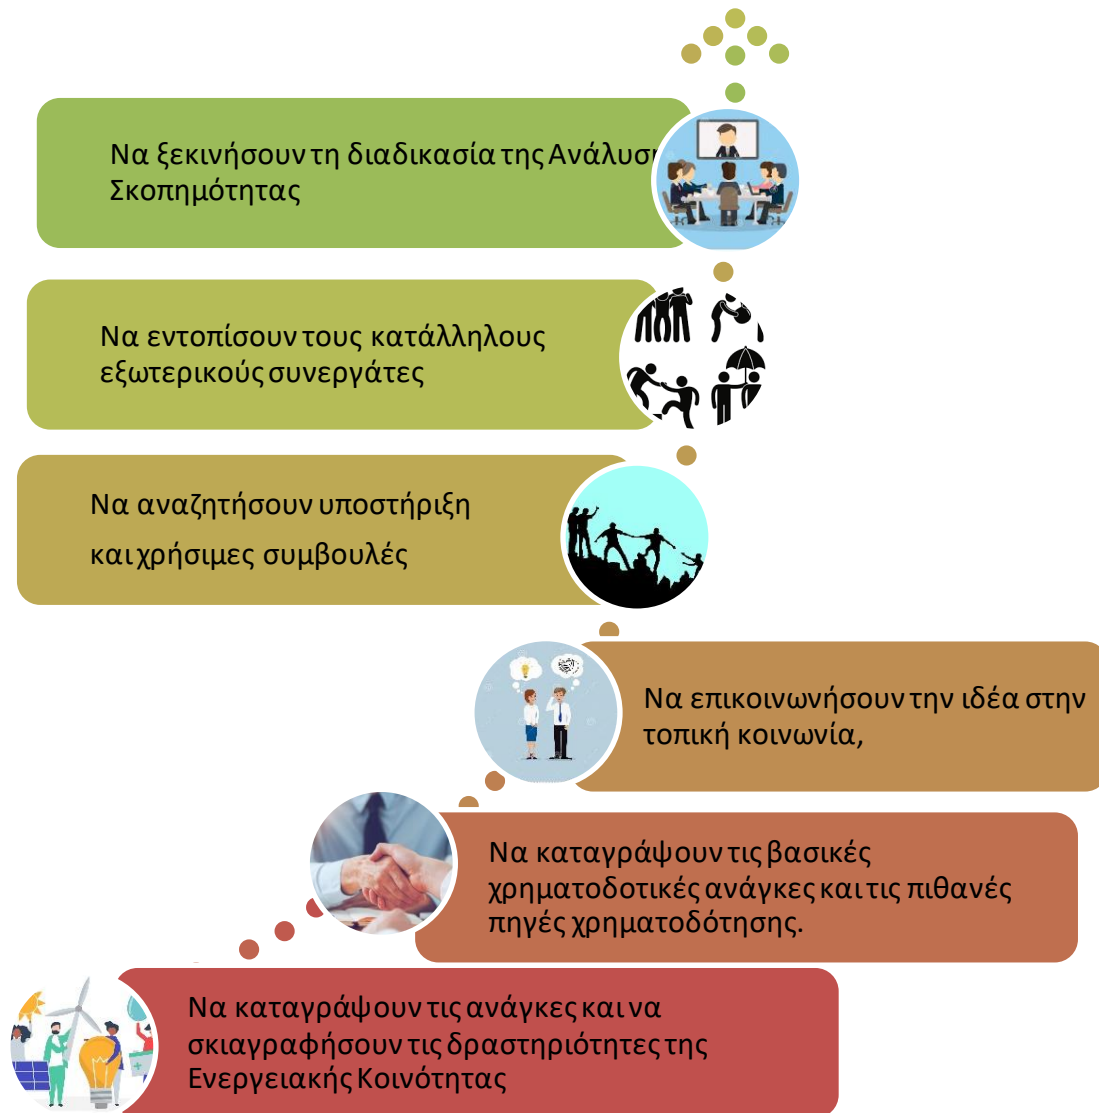 Να ξεκινήσουν τη διαδικασία της
Σκοπημότητας
Να εντοπίσουν τους κατάλληλους
εξωτερικούς συνεργάτες
Να αναζητήσουν υποστήριξη
και χρήσιμες συμβουλές
Να επικοινωνήσουν την ιδέα στην
τοπική κοινωνία,
Να καταγράψουν τις βασικές
χρηματοδοτικές ανάγκες και τις πιθανές
πηγές χρηματοδότησης.
Να καταγράψουν τις ανάγκες και να
σκιαγραφήσουν τις δραστηριότητες της
Ενεργειακής Κοινότητας